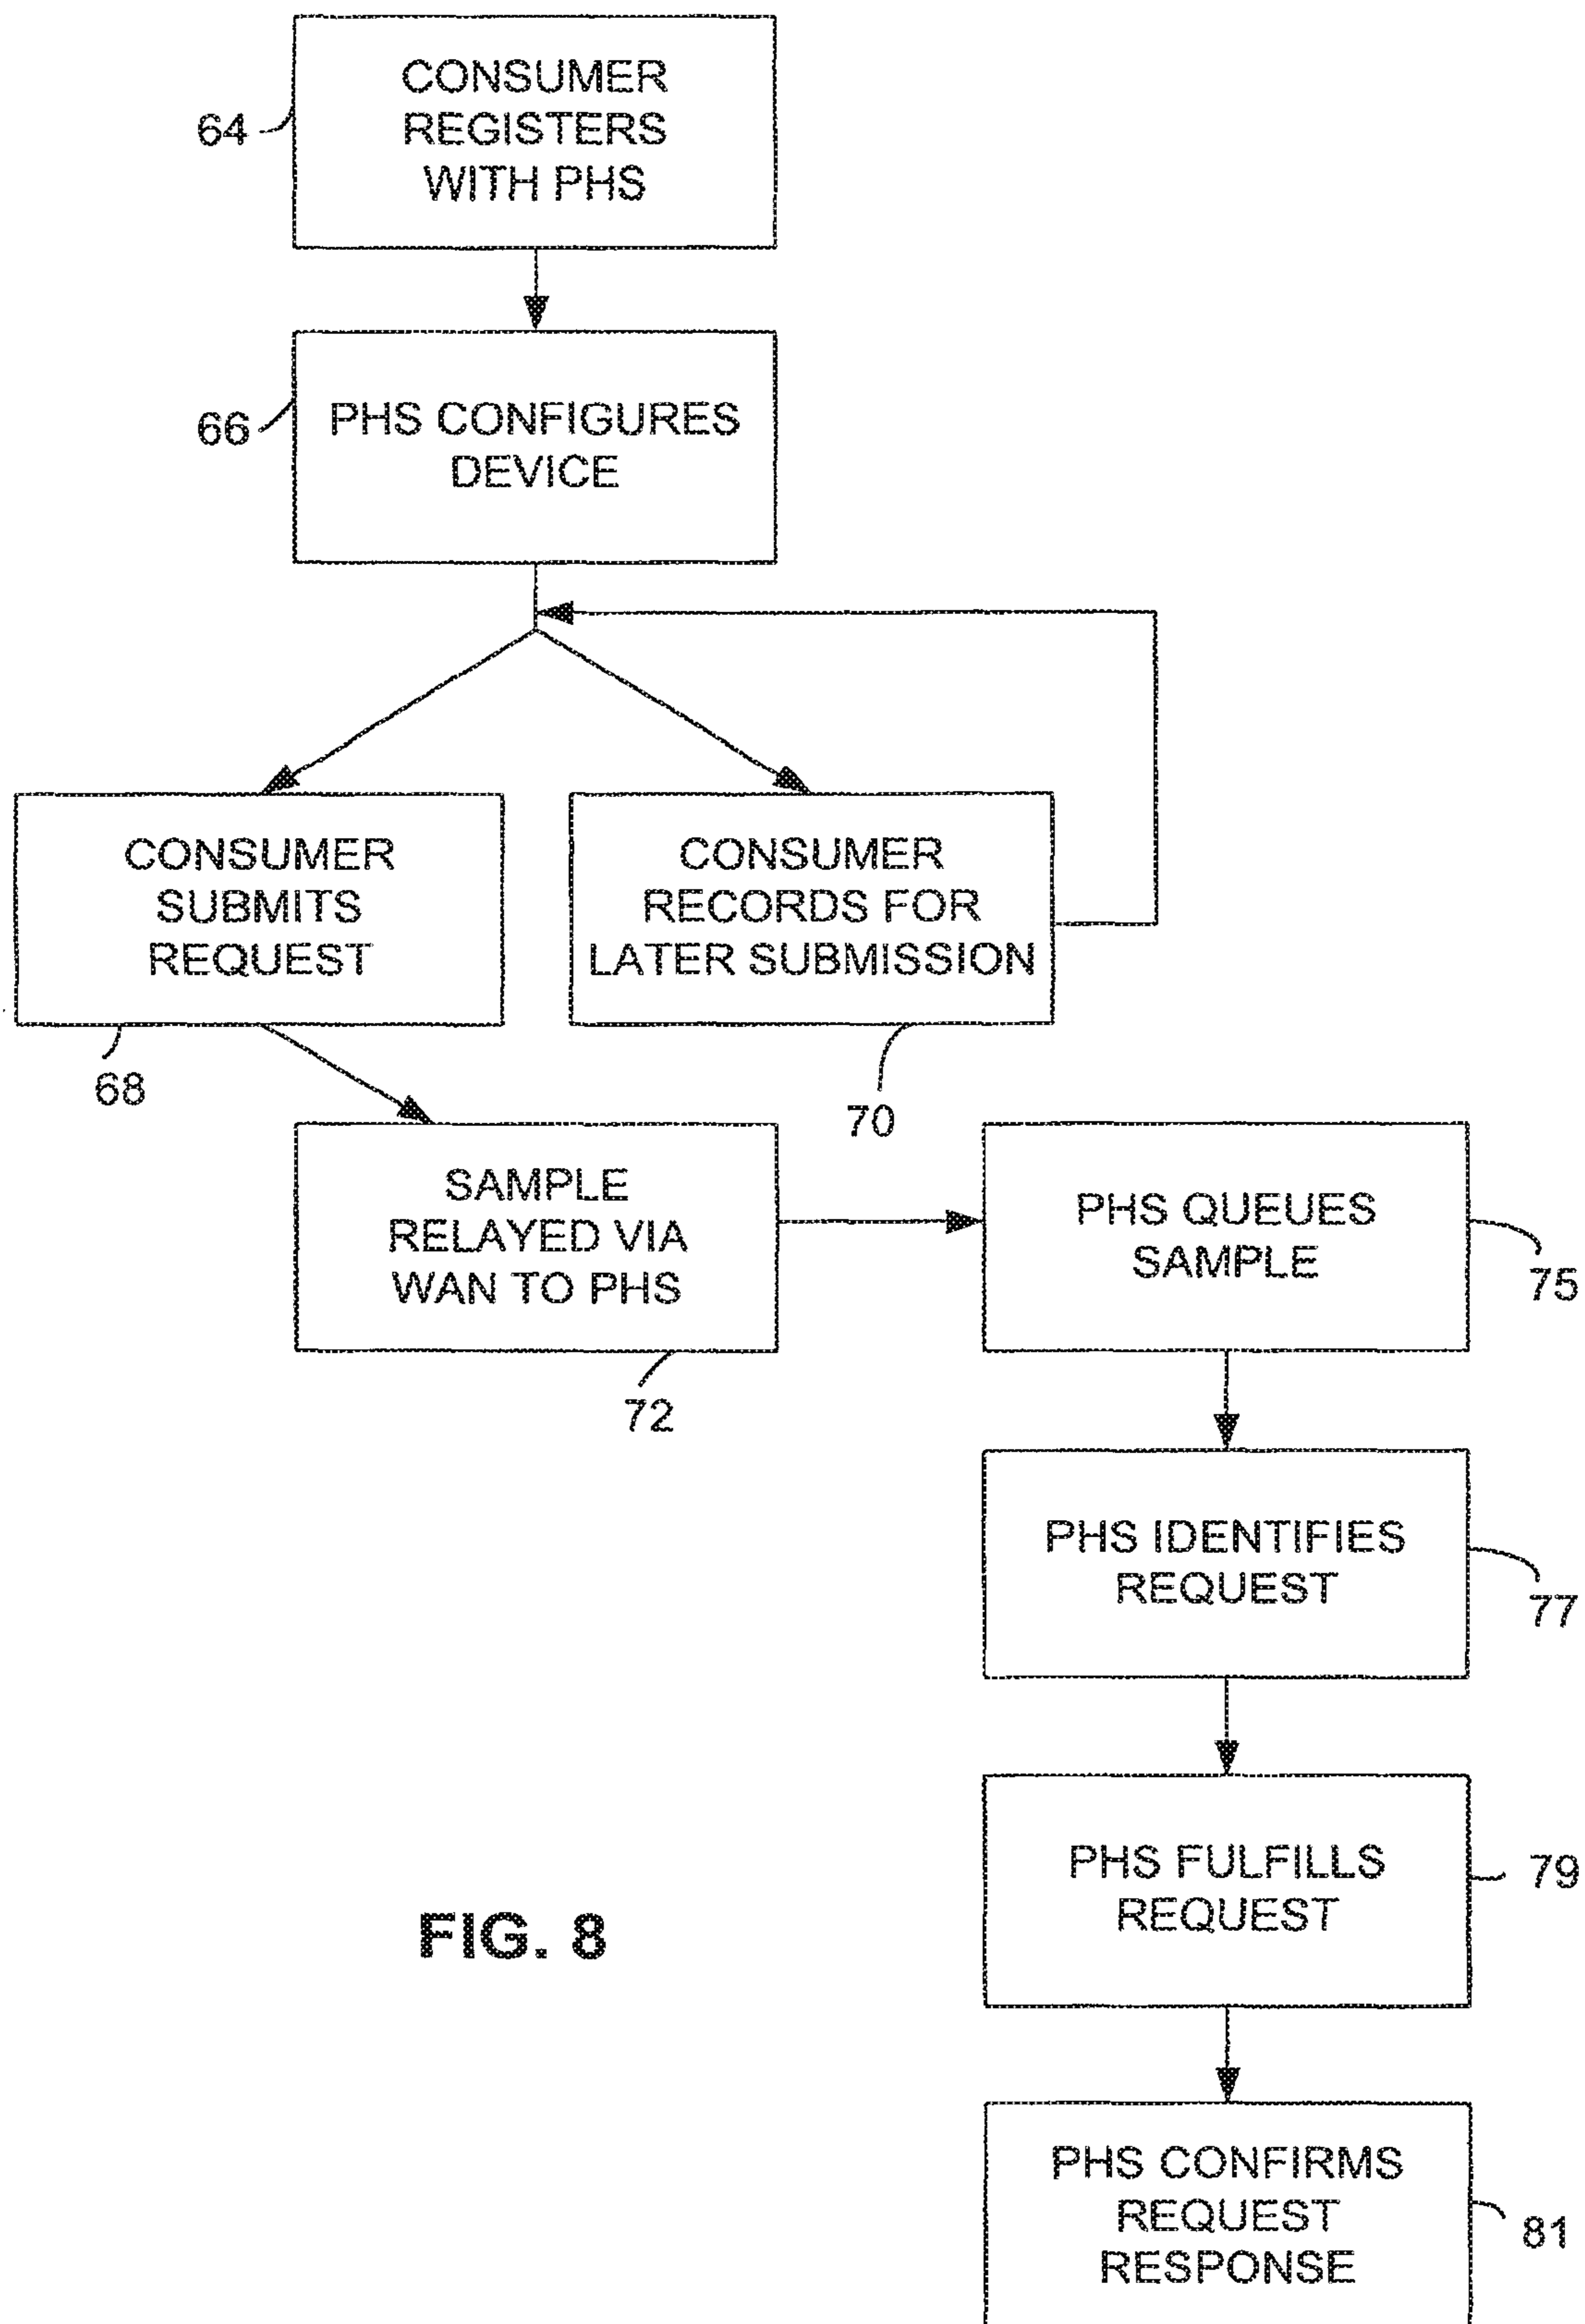 CONSUMER
REGISTERS
WITH PHS
64
PHS CONFIGURES
DEVICE
66
CONSUMER
SUBMITS
REQUEST
68
CONSUMER
RECORDS FOR
LATER SUBMISSION
70
SAMPLE
RELAYED VIA
WAN TO PHS
72
PHS QUEUES
SAMPLE
75
PHS IDENTIFIES
REQUEST
77
PHS FULFILLS
REQUEST
79
PHS CONFIRMS
REQUEST
RESPONSE
81
FIG. 8